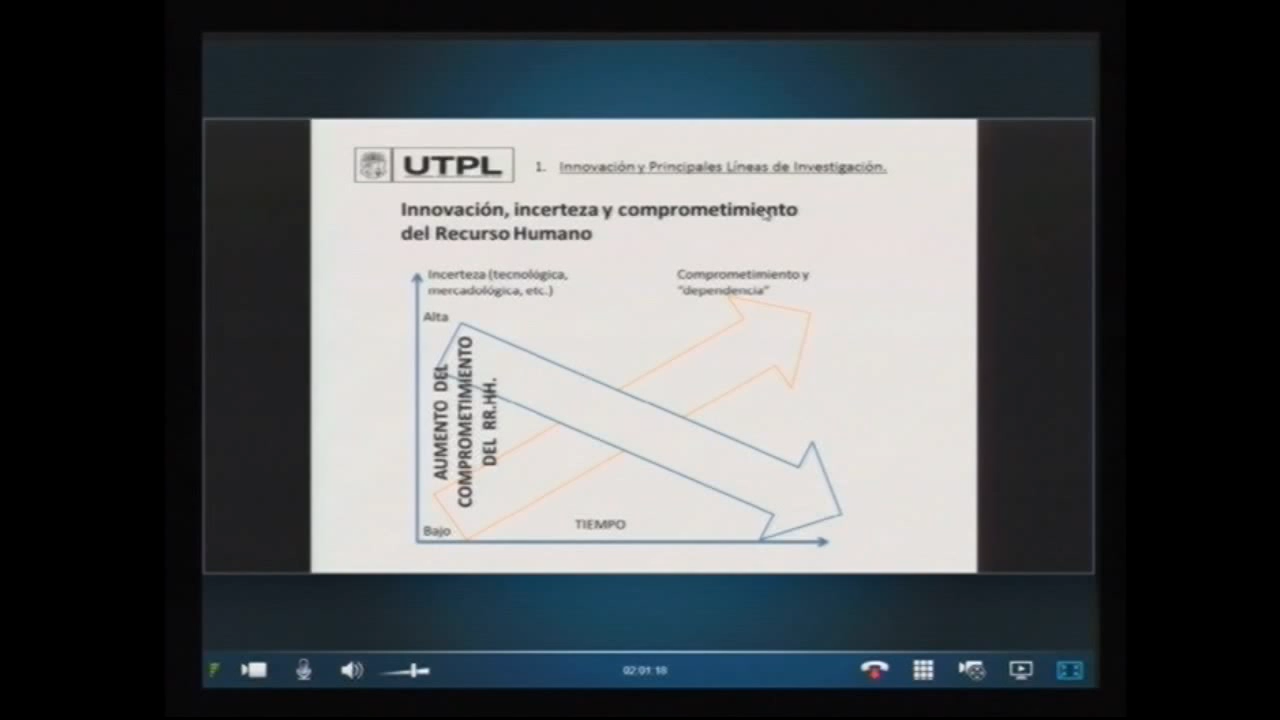 UTPL
1. Innovación y Principales Líneas de Investigación.
Innovación, incerteza y comprometimiento
del Recurso Humano
Incerteza (tecnológica,
mercadológica, etc.)
Comprometimiento y
"dependencia"
Alta
AUMENTO DEL
COMPROMETIMIENTO
DEL RR.HH.
Bajo
TIEMPO
02:01:18